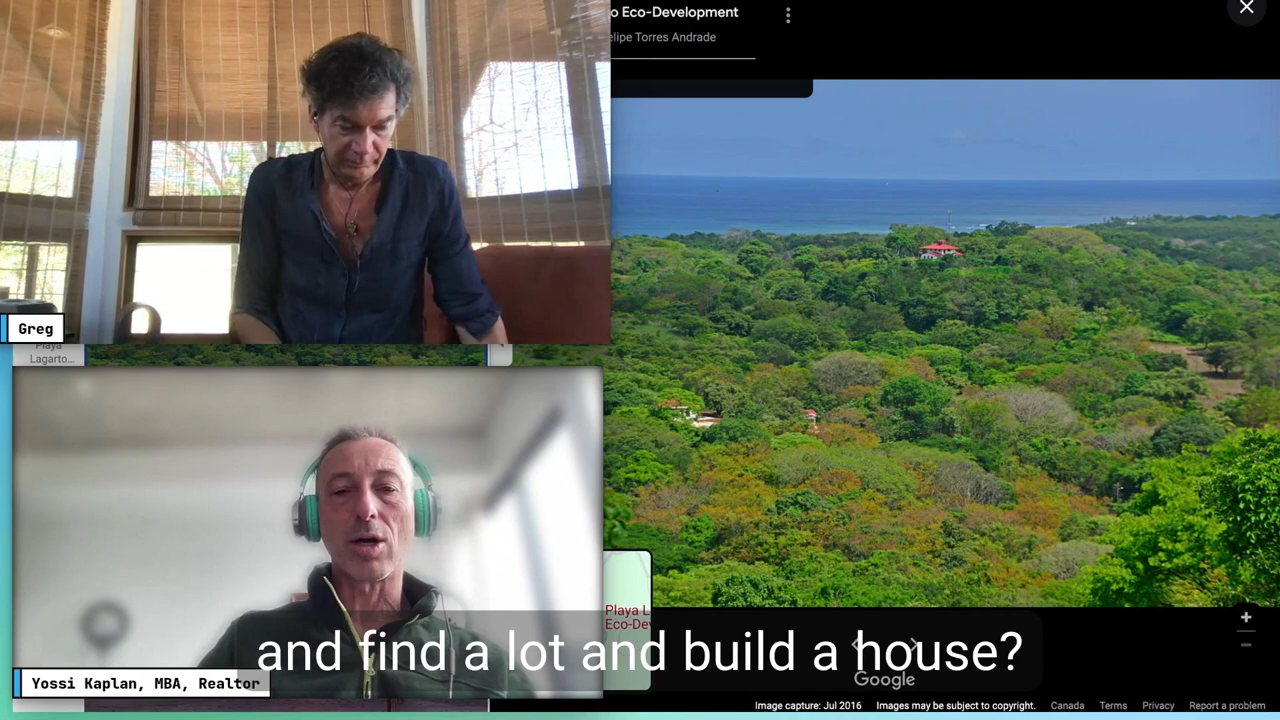 o Eco-Development
elipe Torres Andrade
Greg
Playa
Lagarto...
Playa L
Eco-Dev
and find a lot and build a house?
Yossi Kaplan, MBA, Realtor
Google
Image capture: Jul 2016 Images may be subject to copyright. Canada Terms Privacy Report a problem